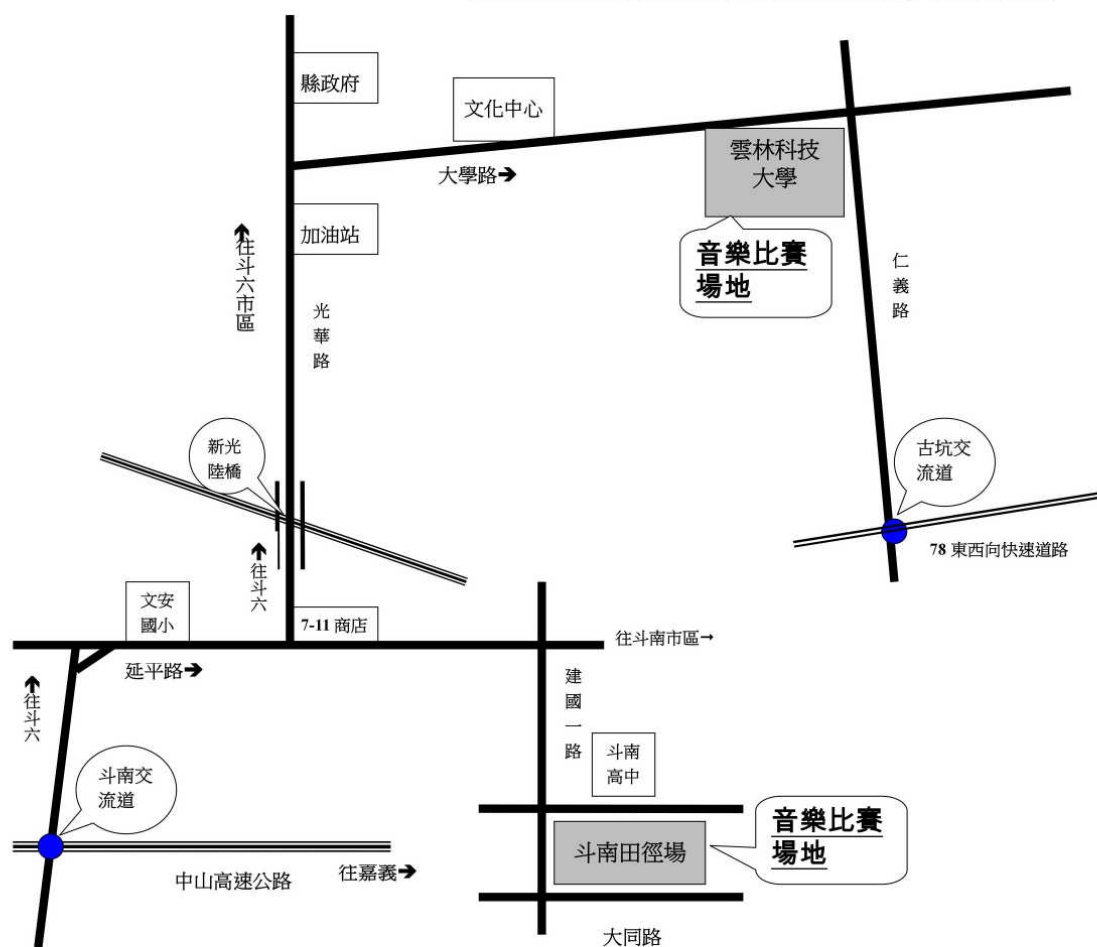 縣政府
文化中心
雲林科技
大學
大學路➔
加油站
➔往斗六市區
音樂比賽
場地
仁義路
光華路
新光
陸橋
古坑交
流道
78 東西向快速道路
➔往斗六
文安
國小
7-11 商店
往斗南市區→
延平路➔
➔往斗六
建國一路
斗南
高中
斗南交
流道
音樂比賽
場地
斗南田徑場
中山高速公路
往嘉義➔
大同路